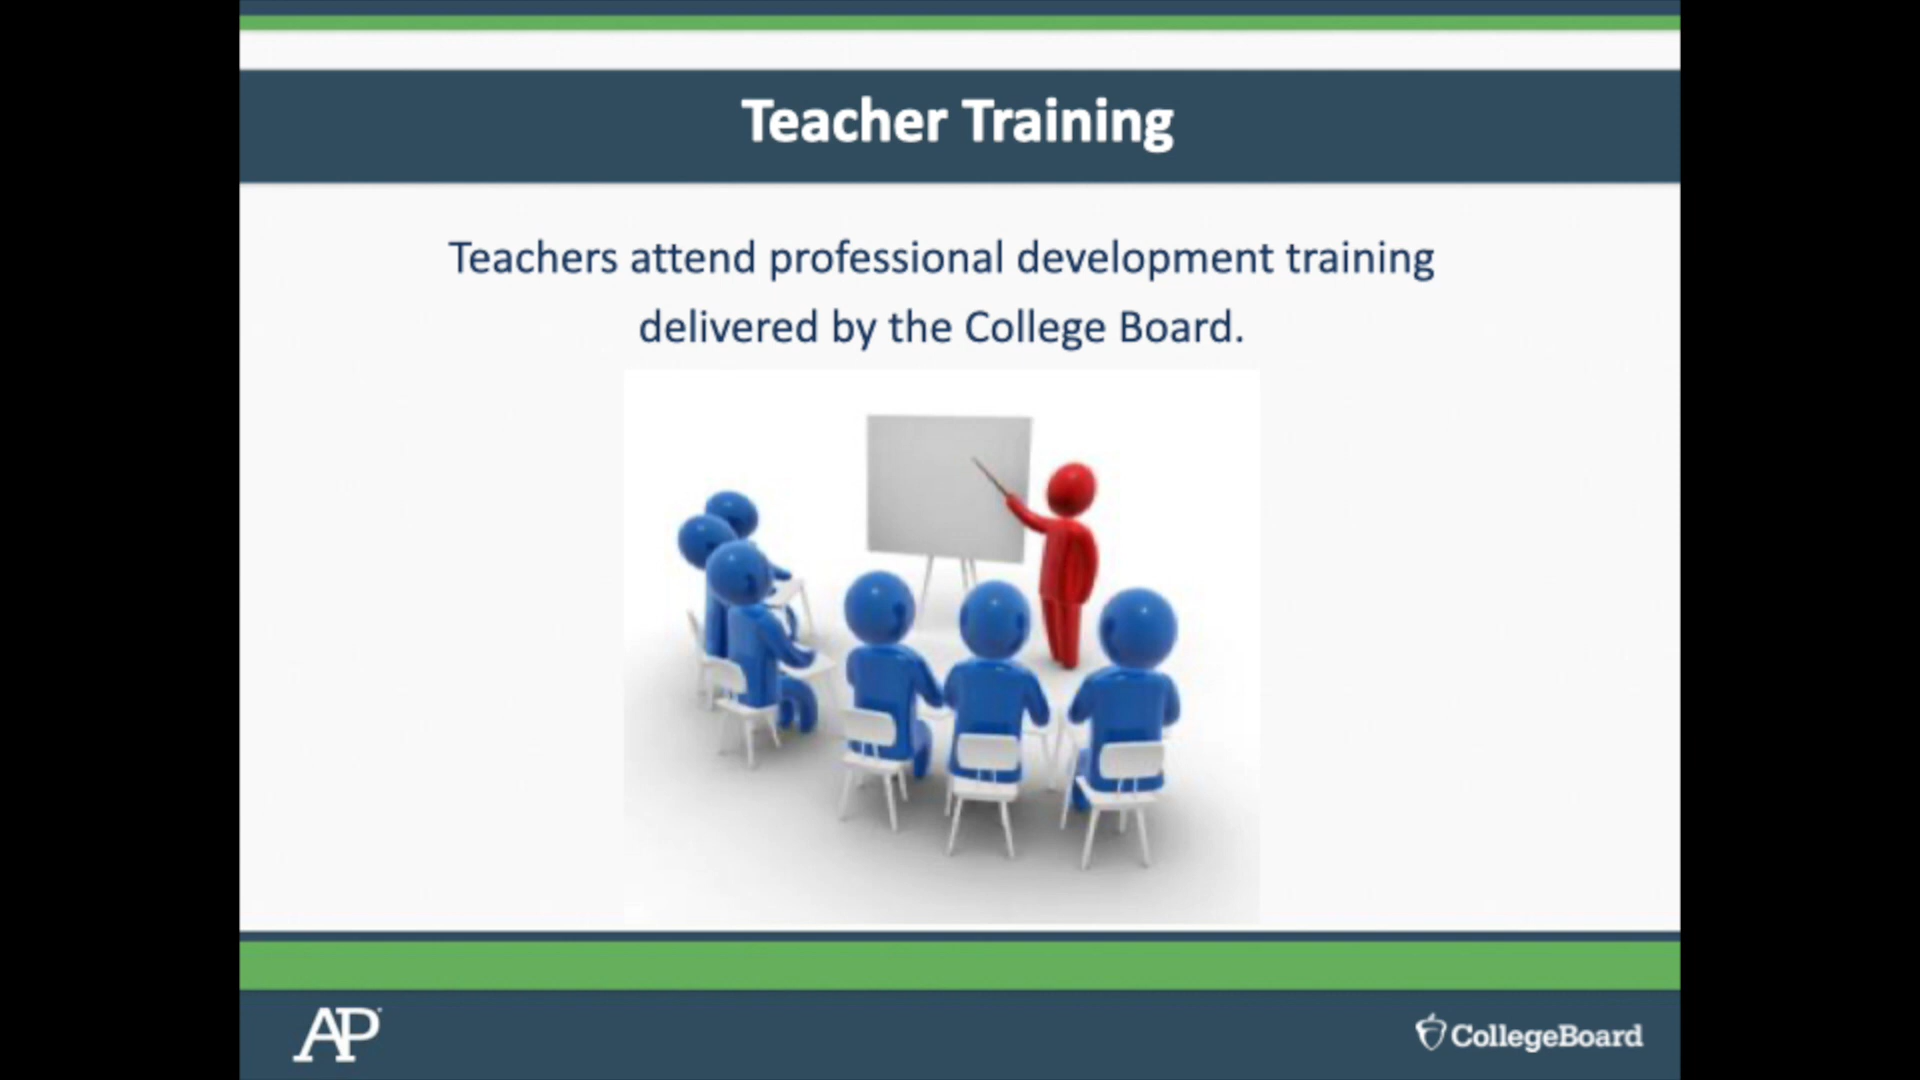 Teacher Training
Teachers attend professional development training
delivered by the College Board.
AP
CollegeBoard